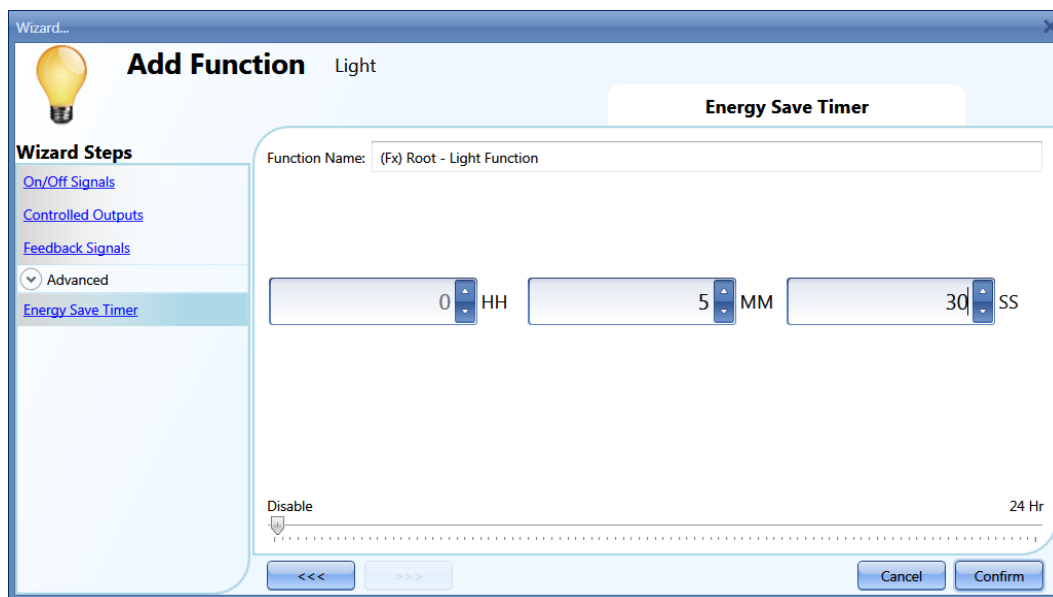 Wizard...
Add Function Light
Energy Save Timer
Wizard Steps
On/Off Signals
Controlled Outputs
Feedback Signals
Advanced
Energy Save Timer
Function Name: (Fx) Root - Light Function
0 HH 5 MM 30 SS
Disable 24 Hr
<<< >>> Cancel Confirm